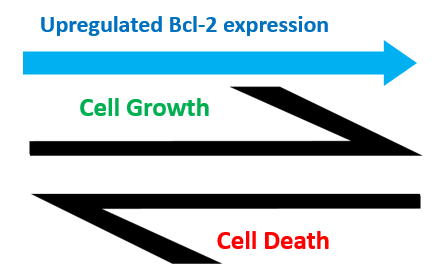 Upregulated Bcl-2 expression
Cell Growth
Cell Death